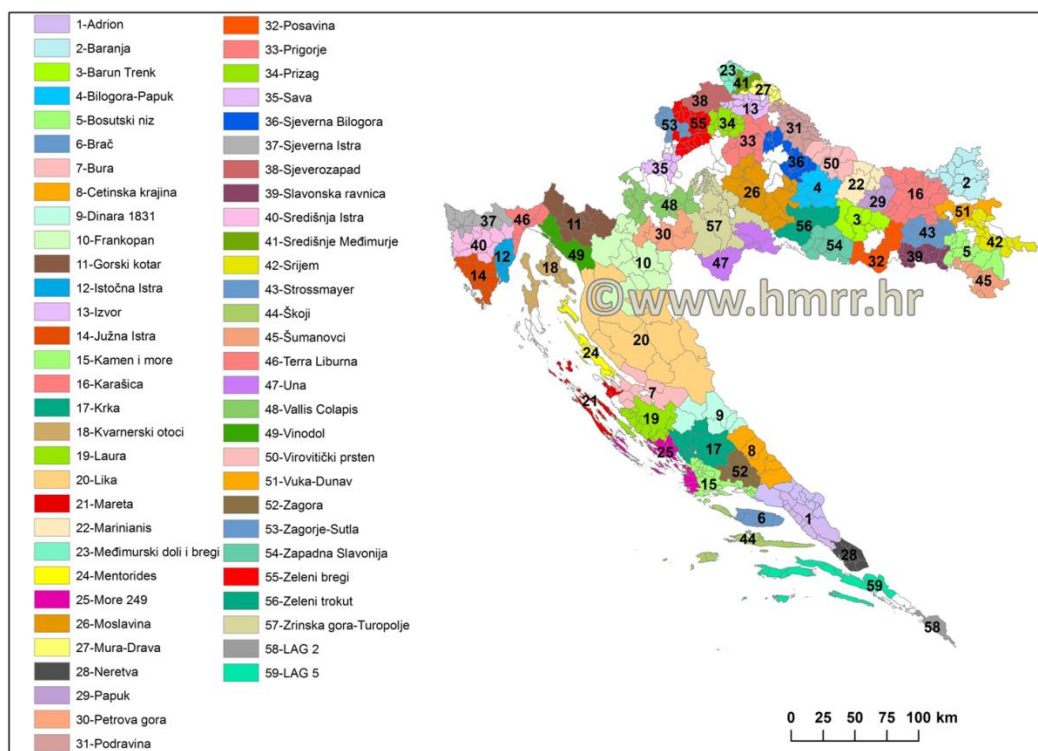 1-Adrion
2-Baranja
3-Barun Trenk
4-Bilogora-Papuk
5-Bosutski niz
6-Brač
7-Bura
8-Cetinska krajina
9-Dinara 1831
10-Frankopan
11-Gorski kotar
12-Istočna Istra
13-Izvor
14-Južna Istra
15-Kamen i more
16-Karašica
17-Krka
18-Kvarnerski otoci
19-Laura
20-Lika
21-Mareta
22-Marinianis
23-Međimurski doli i bregi
24-Mentorides
25-More 249
26-Moslavina
27-Mura-Drava
28-Neretva
29-Papuk
30-Petrova gora
31-Podravina
32-Posavina
33-Prigorje
34-Prizag
35-Sava
36-Sjeverna Bilogora
37-Sjeverna Istra
38-Sjeverozapad
39-Slavonska ravnica
40-Središnja Istra
41-Središnje Međimurje
42-Srijem
43-Strossmayer
44-Škoji
45-Šumanovci
46-Terra Liburna
47-Una
48-Vallis Colapis
49-Vinodol
50-Virovitički prsten
51-Vuka-Dunav
52-Zagora
53-Zagorje-Sutla
54-Zapadna Slavonija
55-Zeleni bregi
56-Zeleni trokut
57-Zrinska gora-Turopolje
58-LAG 2
59-LAG 5
23
41
27
38
13
53
55
34
33
31
35
36
50
26
4
22
29
16
2
51
48
57
56
3
43
42
54
32
39
5
45
37
46
11
30
47
40
12
18
49
10
14
©www.hmrr.hr
20
24
7
21
19
9
25
17
8
15
52
6
1
44
28
59
58
0 25 50 75 100 km